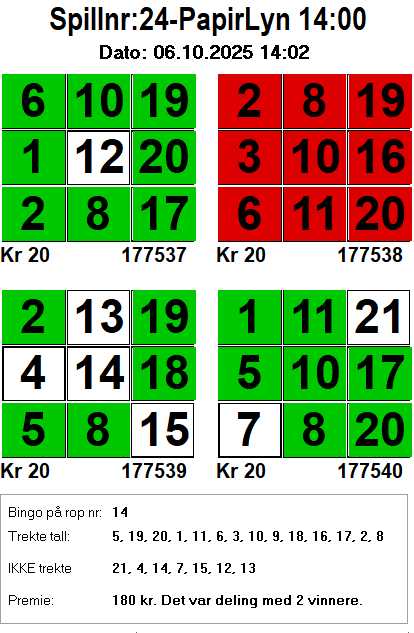 Spillnr:24-PapirLyn 14:00
Dato: 06.10.2025 14:02
6 10 19
1 12 20
2 8 17
Kr 20 177537
2 8 19
3 10 16
6 11 20
Kr 20 177538
2 13 19
4 14 18
5 8 15
Kr 20 177539
1 11 21
5 10 17
7 8 20
Kr 20 177540
Bingo på rop nr: 14
Trekte tall: 5, 19, 20, 1, 11, 6, 3, 10, 9, 18, 16, 17, 2, 8
IKKE trekte 21, 4, 14, 7, 15, 12, 13
Premie: 180 kr. Det var deling med 2 vinnere.